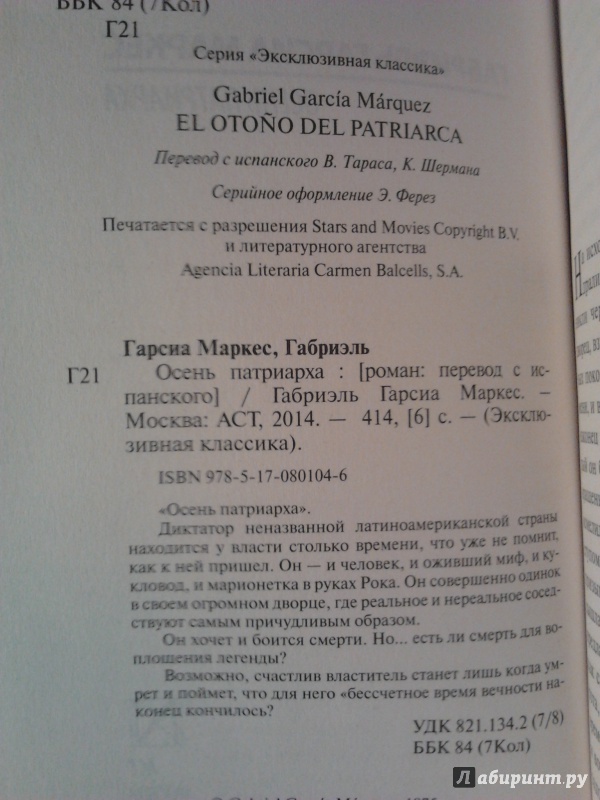 ББК 84 (7Кол)
Г21
Серия «Эксклюзивная классика»
Gabriel García Márquez
EL OTOÑO DEL PATRIARCA
Перевод с испанского В. Тараса, К. Шермана
Серийное оформление Э. Ферез
Печатается с разрешения Stars and Movies Copyright B.V.
и литературного агентства
Agencia Literaria Carmen Balcells, S.A.
Гарсиа Маркес, Габриэль
Г21 Осень патриарха : [роман: перевод с ис-
панского] / Габриэль Гарсиа Маркес. –
Москва: АСТ, 2014. — 414, [6] с. — (Эксклю-
зивная классика).
ISBN 978-5-17-080104-6
«Осень патриарха».
Диктатор неназванной латиноамериканской страны
находится у власти столько времени, что уже не помнит,
как к ней пришел. Он — и человек, и оживший миф, и ку-
кловод, и марионетка в руках Рока. Он совершенно одинок
в своем огромном дворце, где реальное и нереальное сосед-
ствуют самым причудливым образом.
Он хочет и боится смерти. Но... есть ли смерть для во-
площения легенды?
Возможно, счастлив властитель станет лишь когда ум-
рет и поймет, что для него «бессчетное время вечности на-
конец кончилось?
УДК 821.134.2 (7/8)
ББК 84 (7Кол)
Лабиринт.ру